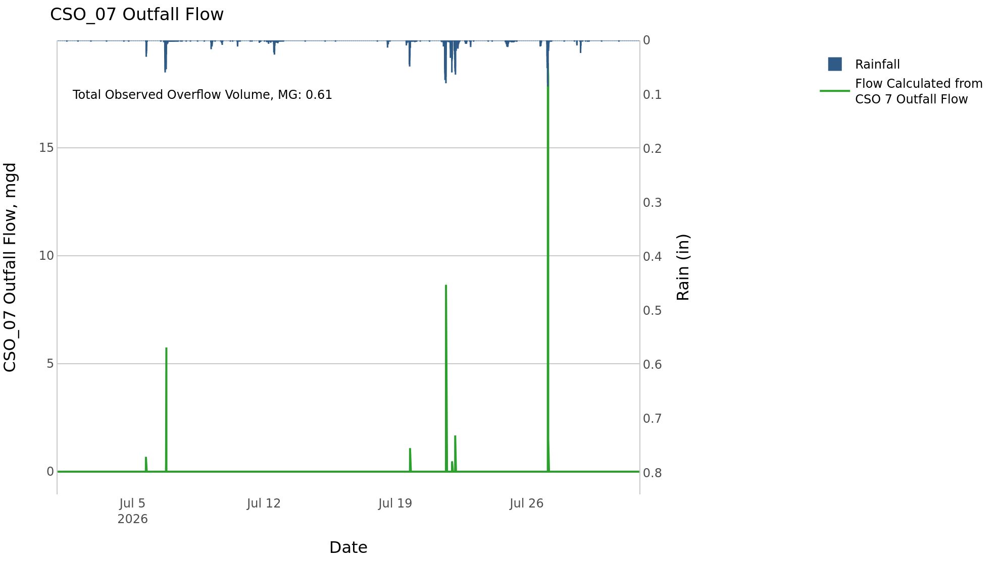 CSO_07 Outfall Flow
Total Observed Overflow Volume, MG: 0.61
Rainfall
Flow Calculated from
CSO 7 Outfall Flow
CSO_07 Outfall Flow, mgd
15
10
5
0
0
0.1
0.2
0.3
0.4
0.5
0.6
0.7
0.8
Rain (in)
Jul 5
2026
Jul 12
Jul 19
Jul 26
Date